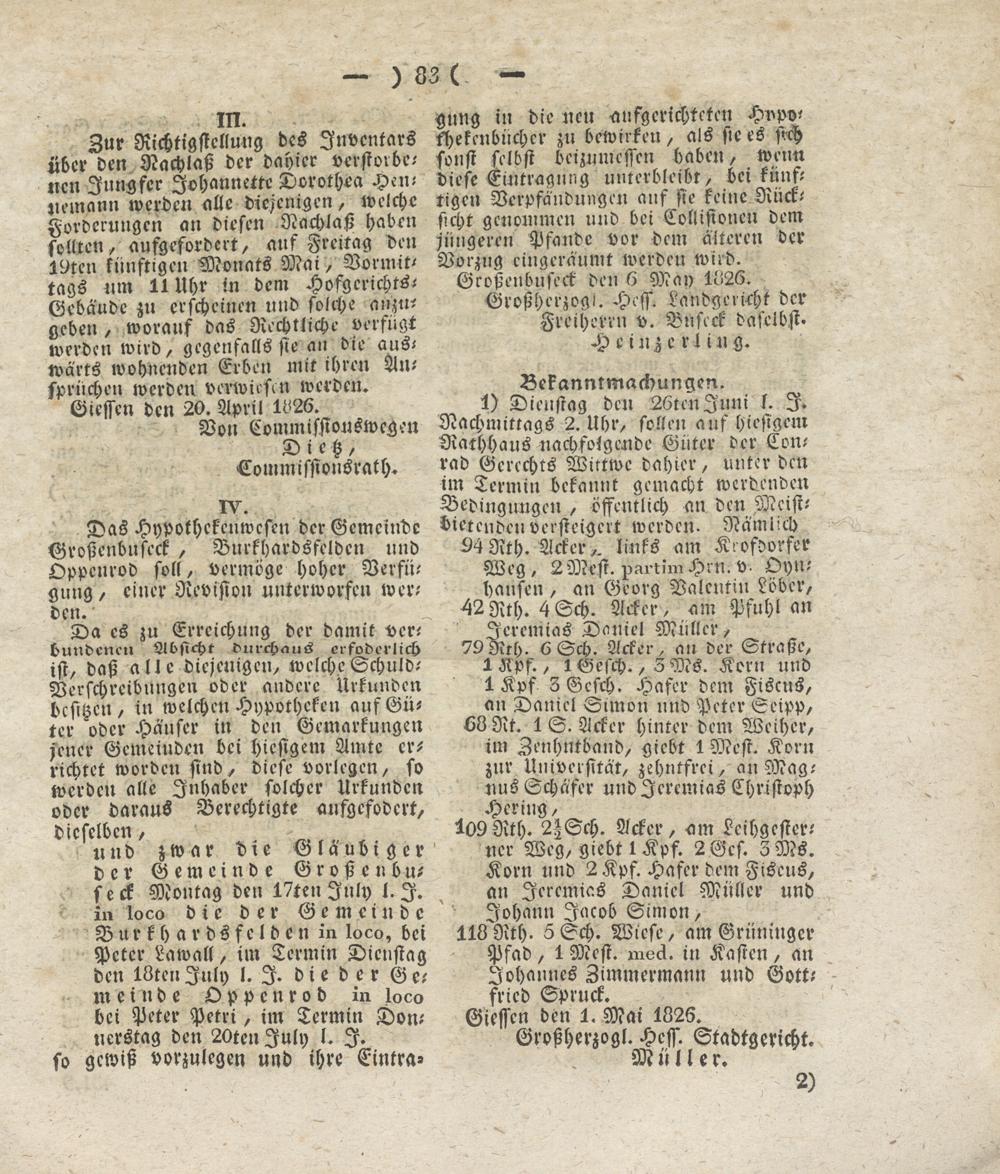 — ) 83 ( —
III.
Zur Richtigstellung des Inventars
über den Nachlaß der dahier verstorbe-
nen Jungfer Johannette Dorothea Hen-
nemann werden alle diejenigen, welche
Forderungen an diesen Nachlaß haben
sollten, aufgefordert, auf Freitag den
19ten künftigen Monats Mai, Vormit-
tags um 11 Uhr in dem Hofgerichts-
Gebäude zu erscheinen und solche anzu-
geben, worauf das Rechtliche verfügt
werden wird, gegenfalls sie an die aus-
wärts wohnenden Erben mit ihren An-
sprüchen werden verwiesen werden.
Giessen den 20. April 1826.
Von Commissionswegen
Dietz,
Commissionsrath.
IV.
Das Hypothekenwesen der Gemeinde
Großenbuseck, Burkhardsfelden und
Oppenrod soll, vermöge hoher Verfü-
gung, einer Revision unterworfen wer-
den.
Da es zu Erreichung der damit ver-
bundenen Absicht durchaus erfoderlich
ist, daß alle diejenigen, welche Schuld-
Verschreibungen oder andere Urkunden
besitzen, in welchen Hypotheken auf Gü-
ter oder Häuser in den Gemarkungen
jener Gemeinden bei hiesigem Amte er-
richtet worden sind, diese vorlegen, so
werden alle Inhaber solcher Urkunden
oder daraus Berechtigte aufgefodert,
dieselben,
und zwar die Gläubiger
der Gemeinde Großenbu-
seck Montag den 17ten July l. J.
in loco die der Gemeinde
Burkhardsfelden in loco, bei
Peter Lawall, im Termin Dienstag
den 18ten July l. J. die der Ge-
meinde Oppenrod in loco
bei Peter Petri, im Termin Don-
nerstag den 20ten July l. J.
so gewiß vorzulegen und ihre Eintra-
gung in die neu aufgerichteten Hypo-
thekenbücher zu bewirken, als sie es sich
sonst selbst beizumessen haben, wenn
diese Eintragung unterbleibt, bei künf-
tigen Verpfändungen auf sie keine Rück-
sicht genommen und bei Collisionen dem
jüngeren Pfande vor dem älteren der
Vorzug eingeräumt werden wird.
Großenbuseck den 6 May 1826.
Großherzogl. Hess. Landgericht der
Freiherrn v. Buseck daselbst.
Heinzerling.
Bekanntmachungen.
1) Dienstag den 26ten Juni l. J.
Nachmittags 2. Uhr, sollen auf hiesigem
Rathhaus nachfolgende Güter der Con-
rad Gerechts Wittwe dahier, unter den
im Termin bekannt gemacht werdenden
Bedingungen, öffentlich an den Meist-
bietenden versteigert werden. Nämlich
94 Rth. Acker, links am Krofdorfer
Weg, 2 Mest. partim Hrn. v. Oyn-
hausen, an Georg Valentin Löber,
42 Rth. 4 Sch. Acker, am Pfuhl an
Jeremias Daniel Müller,
79 Rth. 6 Sch. Acker, an der Straße,
1 Kpf., 1 Gesch., 3 Ms. Korn und
1 Kpf 3 Gesch. Hafer dem Fiscus,
an Daniel Simon und Peter Seipp,
68 Rt. 1 S. Acker hinter dem Weiher,
im Zenhntband, giebt 1 Mest. Korn
zur Universität, zehntfrei, an Mag-
nus Schäfer und Jeremias Christoph
Hering,
109 Rth. 2½ Sch. Acker, am Leihgester-
ner Weg, giebt 1 Kpf. 2 Ges. 3 Ms.
Korn und 2 Kpf. Hafer dem Fiscus,
an Jeremias Daniel Müller und
Johann Jacob Simon,
118 Rth. 5 Sch. Wiese, am Grüninger
Pfad, 1 Mest. med. in Kasten, an
Johannes Zimmermann und Gott-
fried Spruck.
Giessen den 1. Mai 1826.
Großherzogl. Hess. Stadtgericht.
Müller.
2)